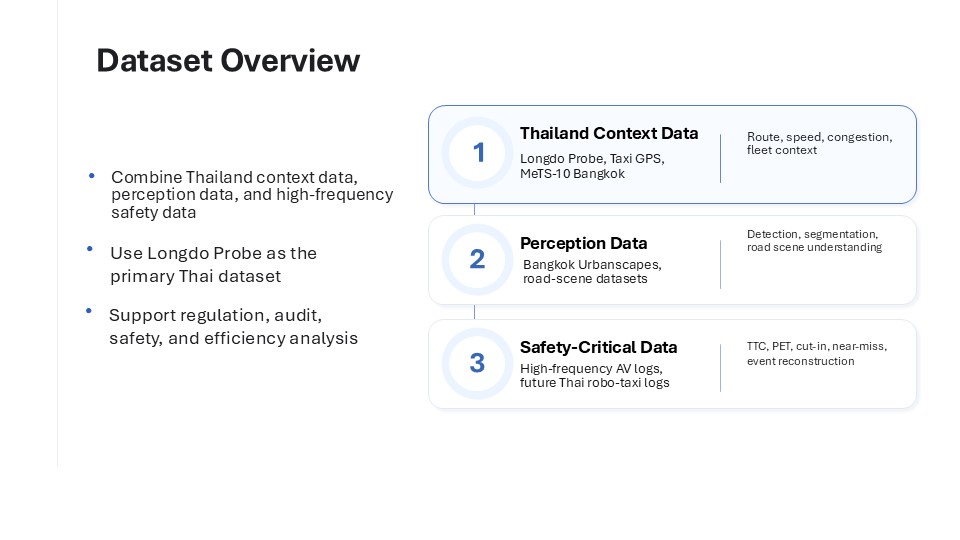 Dataset Overview
• Combine Thailand context data,
perception data, and high-frequency
safety data
• Use Longdo Probe as the
primary Thai dataset
• Support regulation, audit,
safety, and efficiency analysis
1
Thailand Context Data
Longdo Probe, Taxi GPS,
MeTS-10 Bangkok
Route, speed, congestion,
fleet context
2
Perception Data
Bangkok Urbanscapes,
road-scene datasets
Detection, segmentation,
road scene understanding
3
Safety-Critical Data
High-frequency AV logs,
future Thai robo-taxi logs
TTC, PET, cut-in, near-miss,
event reconstruction